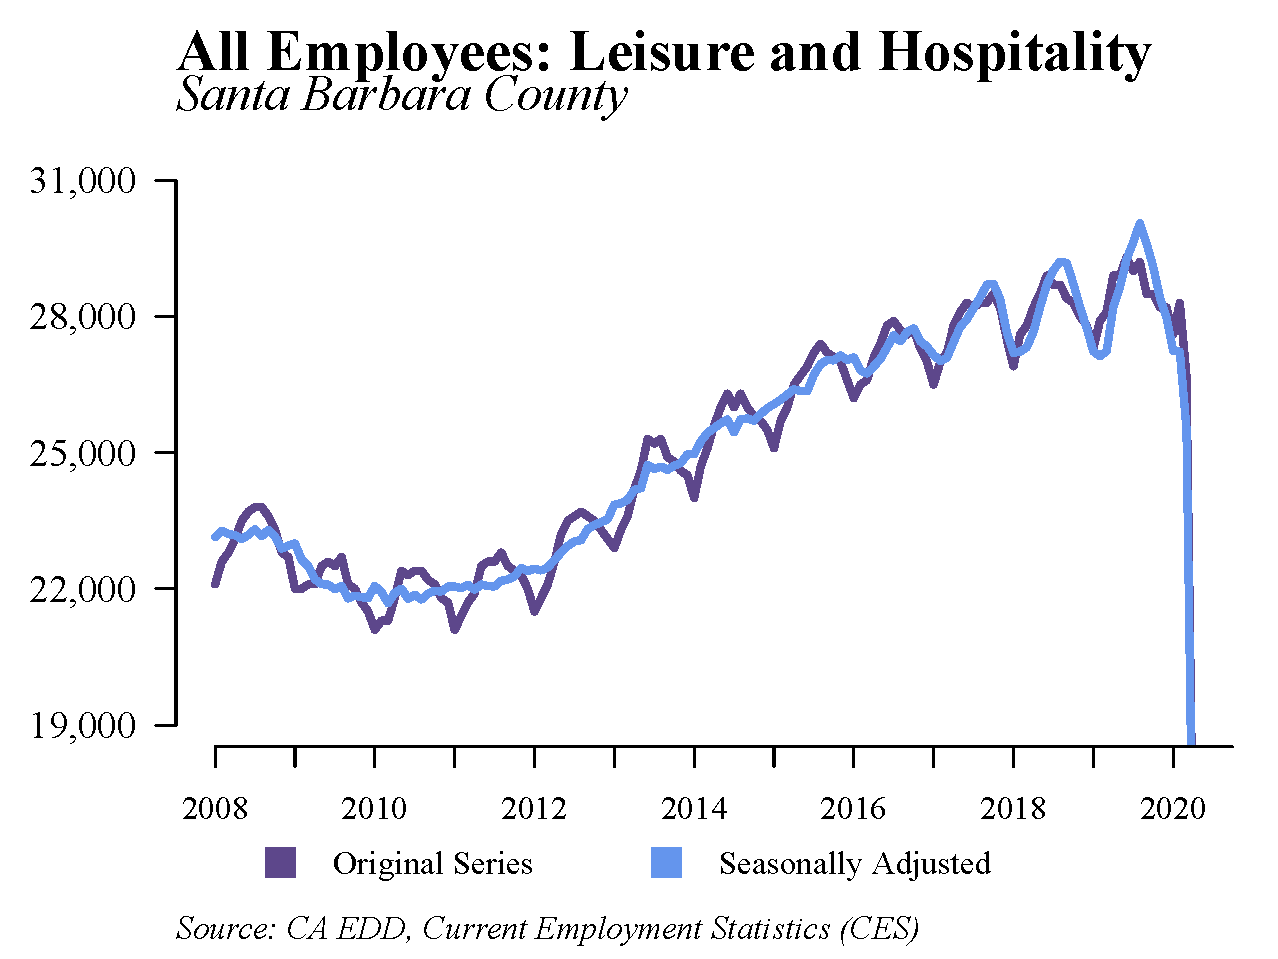 All Employees: Leisure and Hospitality
Santa Barbara County
31,000
28,000
25,000
22,000
19,000
2008 2010 2012 2014 2016 2018 2020
Original Series Seasonally Adjusted
Source: CA EDD, Current Employment Statistics (CES)